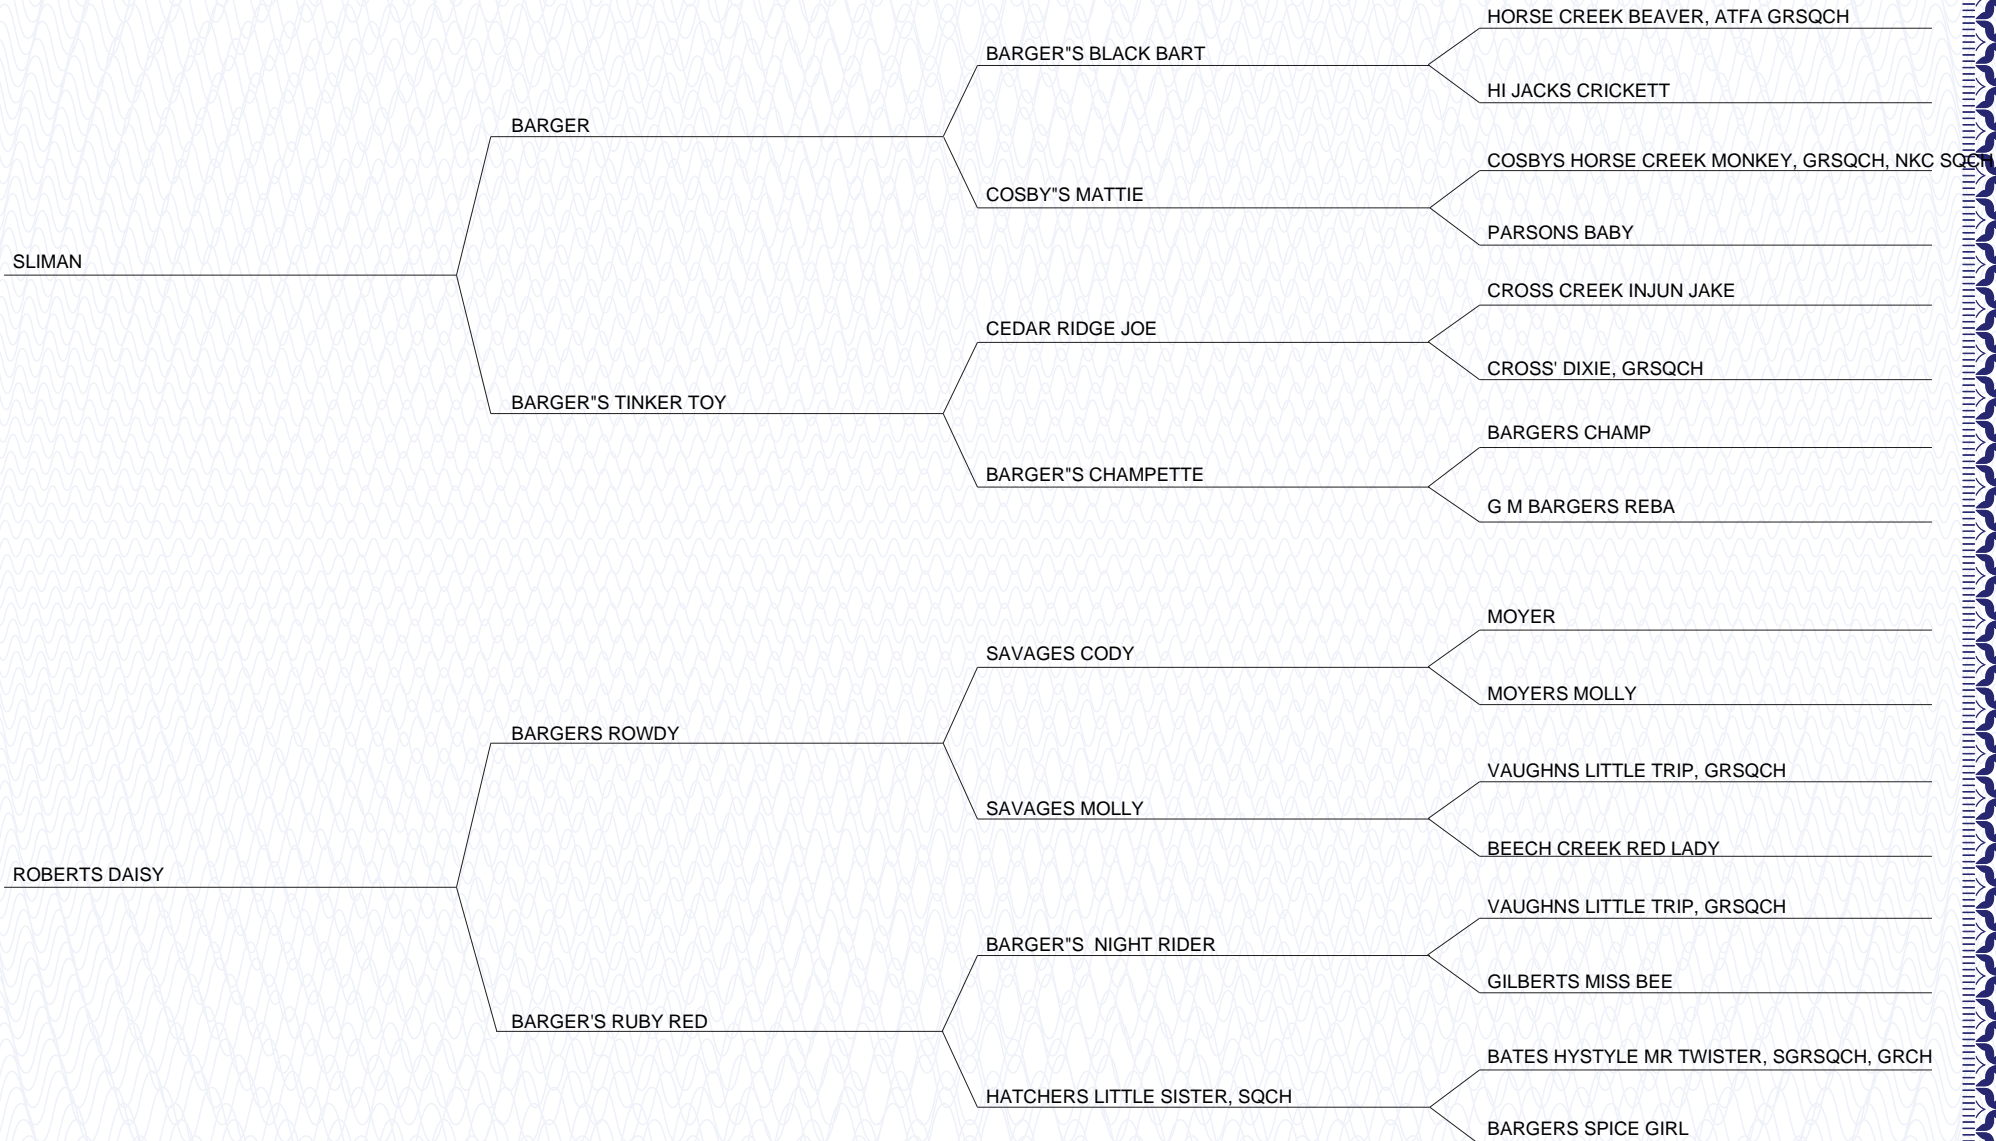 HORSE CREEK BEAVER, ATFA GRSQCH
BARGER"S BLACK BART
HI JACKS CRICKETT
BARGER
COSBYS HORSE CREEK MONKEY, GRSQCH, NKC SQCH
COSBY"S MATTIE
PARSONS BABY
SLIMAN
CROSS CREEK INJUN JAKE
CEDAR RIDGE JOE
CROSS' DIXIE, GRSQCH
BARGER"S TINKER TOY
BARGERS CHAMP
BARGER"S CHAMPETTE
G M BARGERS REBA
MOYER
SAVAGES CODY
MOYERS MOLLY
BARGERS ROWDY
VAUGHNS LITTLE TRIP, GRSQCH
SAVAGES MOLLY
BEECH CREEK RED LADY
ROBERTS DAISY
VAUGHNS LITTLE TRIP, GRSQCH
BARGER"S  NIGHT RIDER
GILBERTS MISS BEE
BARGER'S RUBY RED
BATES HYSTYLE MR TWISTER, SGRSQCH, GRCH
HATCHERS LITTLE SISTER, SQCH
BARGERS SPICE GIRL